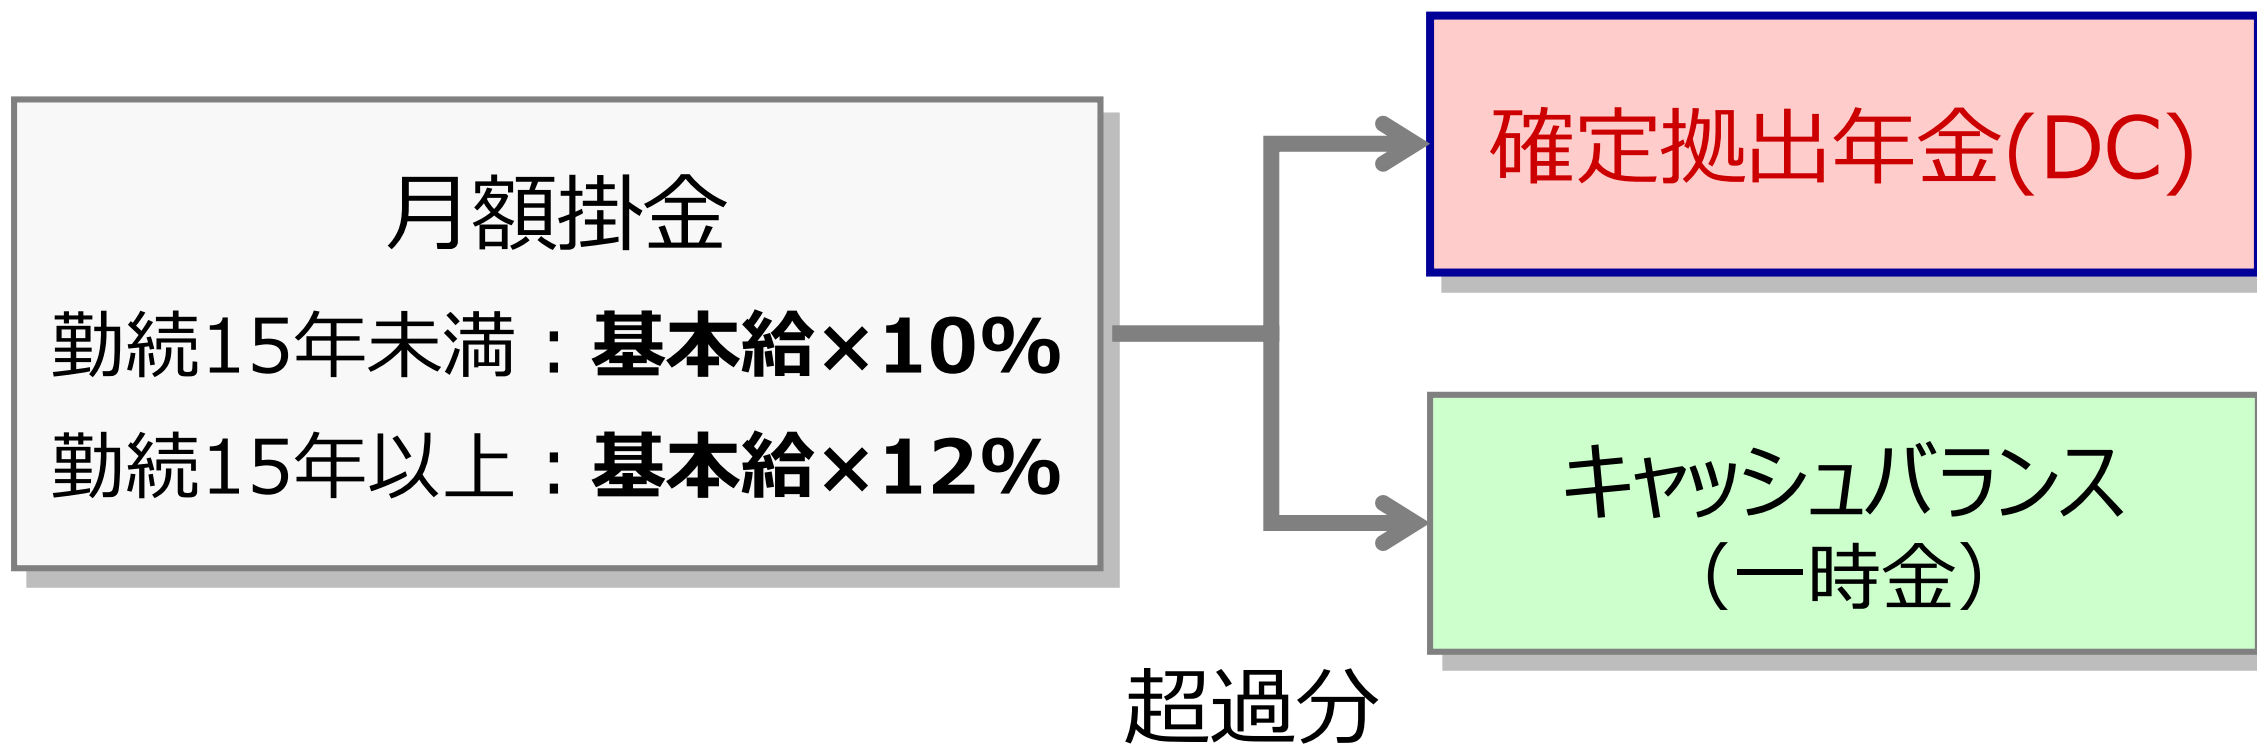 月額掛金
勤続15年未満：基本給×10%
勤続15年以上：基本給×12%
確定拠出年金(DC)
キャッシュバランス
(一時金)
超過分